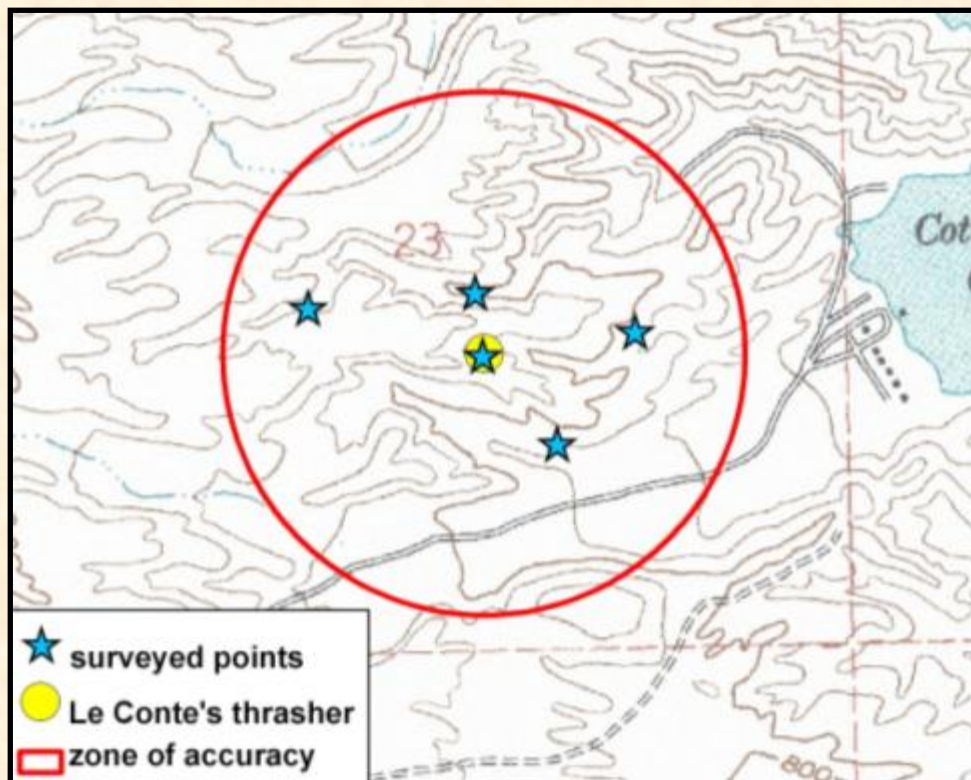 23
Cot
surveyed points
Le Conte's thrasher
zone of accuracy
800